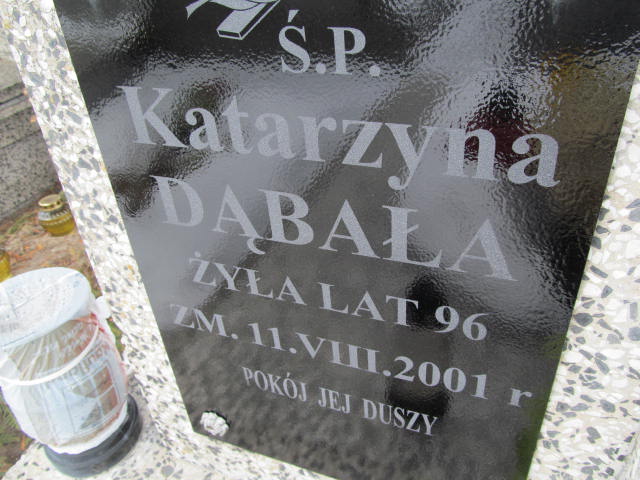 Ś.P.
Katarzyna
DĄBAŁA
ŻYŁA LAT 96
ZM. 11.VIII.2001 r
POKÓJ JEJ DUSZY